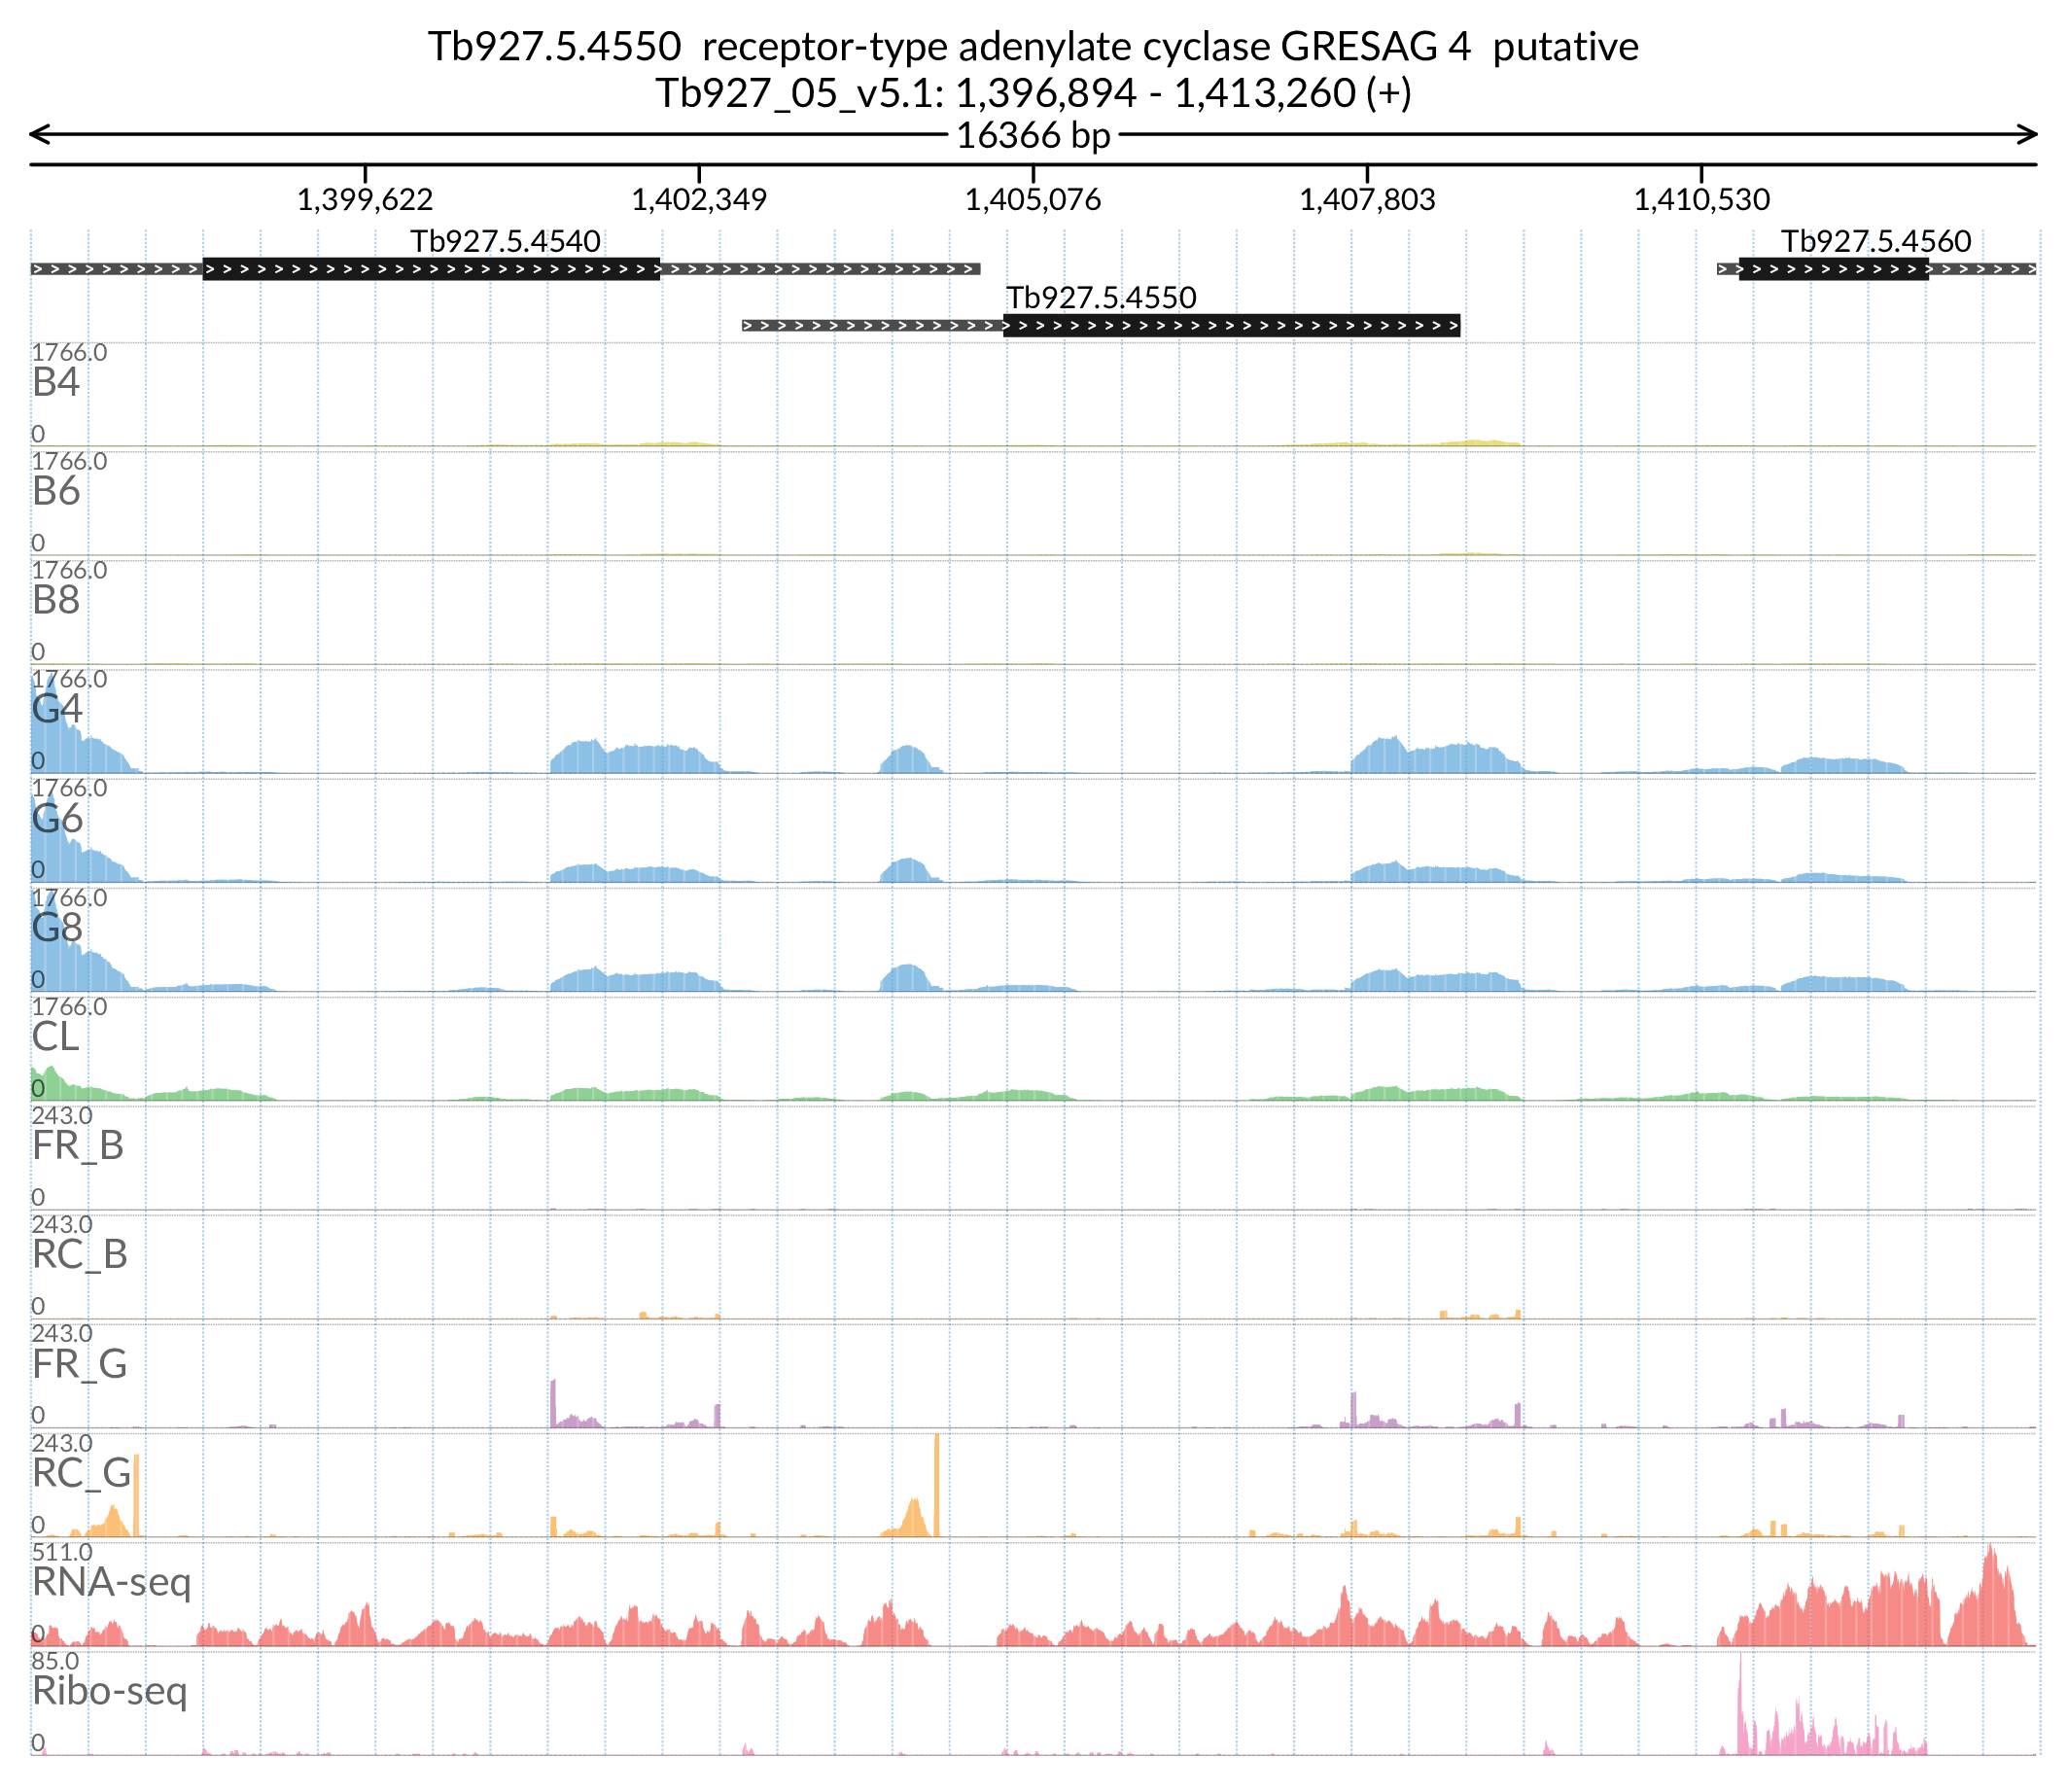 Tb927.5.4550 receptor-type adenylate cyclase GRESAG 4 putative
Tb927_05_v5.1: 1,396,894 - 1,413,260 (+)
16366 bp
1,399,622 1,402,349 1,405,076 1,407,803 1,410,530
Tb927.5.4540 Tb927.5.4560
Tb927.5.4550
1766.0
B4
0
1766.0
B6
0
1766.0
B8
0
1766.0
G4
0
1766.0
G6
0
1766.0
G8
0
1766.0
CL
0
243.0
FR_B
0
243.0
RC_B
0
243.0
FR_G
0
243.0
RC_G
0
511.0
RNA-seq
0
85.0
Ribo-seq
0